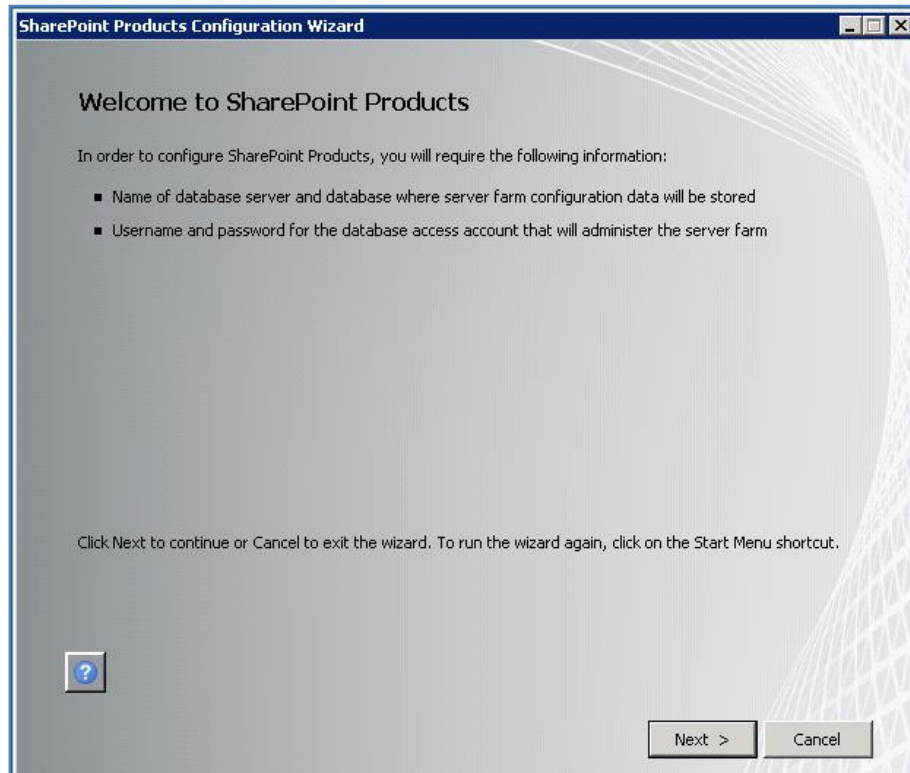 SharePoint Products Configuration Wizard
Welcome to SharePoint Products
In order to configure SharePoint Products, you will require the following information:
Name of database server and database where server farm configuration data will be stored
Username and password for the database access account that will administer the server farm
Click Next to continue or Cancel to exit the wizard. To run the wizard again, click on the Start Menu shortcut.
?
Next >
Cancel